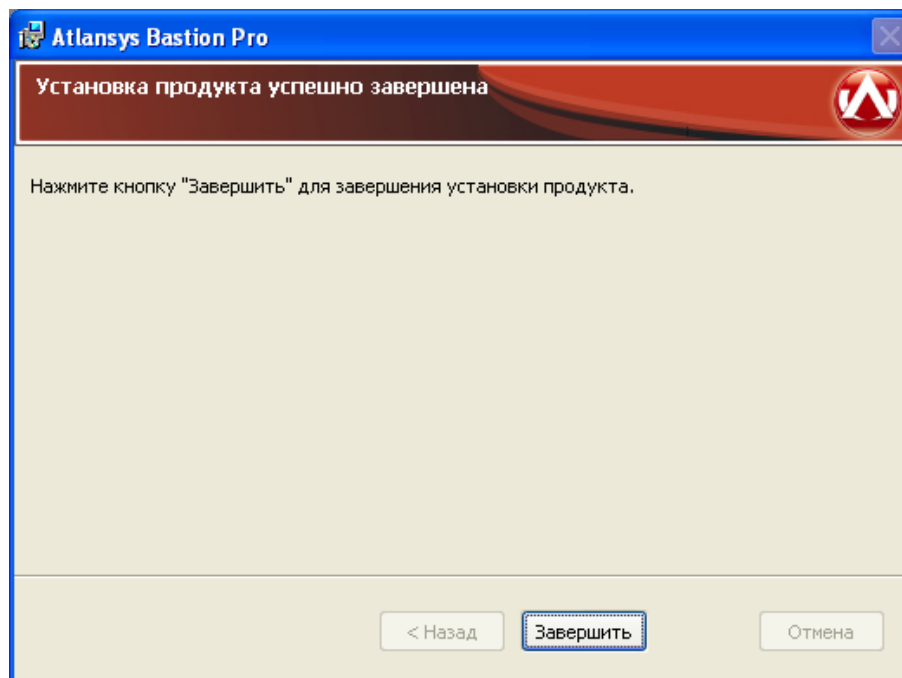 Atlansys Bastion Pro
Установка продукта успешно завершена
Нажмите кнопку "Завершить" для завершения установки продукта.
< Назад
Завершить
Отмена